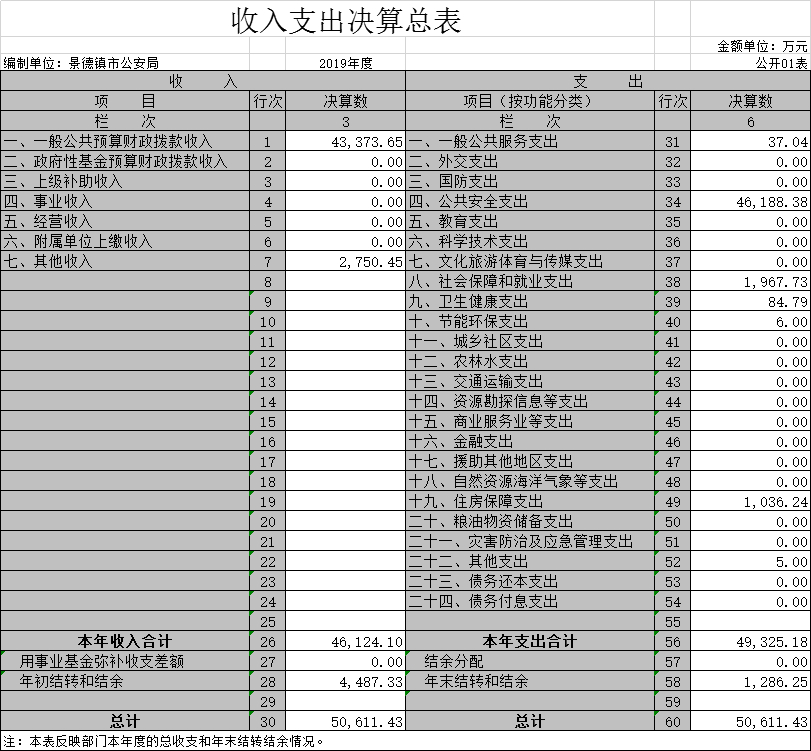 收入支出决算总表
金额单位：万元
编制单位：景德镇市公安局 2019年度 公开01表
收 入 支 出
项 目 行次 决算数 项目（按功能分类） 行次 决算数
栏 次 3 栏 次 6
一、一般公共预算财政拨款收入 1 43,373.65 一、一般公共服务支出 31 37.04
二、政府性基金预算财政拨款收入 2 0.00 二、外交支出 32 0.00
三、上级补助收入 3 0.00 三、国防支出 33 0.00
四、事业收入 4 0.00 四、公共安全支出 34 46,188.38
五、经营收入 5 0.00 五、教育支出 35 0.00
六、附属单位上缴收入 6 0.00 六、科学技术支出 36 0.00
七、其他收入 7 2,750.45 七、文化旅游体育与传媒支出 37 0.00
8 八、社会保障和就业支出 38 1,967.73
9 九、卫生健康支出 39 84.79
10 十、节能环保支出 40 6.00
11 十一、城乡社区支出 41 0.00
12 十二、农林水支出 42 0.00
13 十三、交通运输支出 43 0.00
14 十四、资源勘探信息等支出 44 0.00
15 十五、商业服务业等支出 45 0.00
16 十六、金融支出 46 0.00
17 十七、援助其他地区支出 47 0.00
18 十八、自然资源海洋气象等支出 48 0.00
19 十九、住房保障支出 49 1,036.24
20 二十、粮油物资储备支出 50 0.00
21 二十一、灾害防治及应急管理支出 51 0.00
22 二十二、其他支出 52 5.00
23 二十三、债务还本支出 53 0.00
24 二十四、债务付息支出 54 0.00
25 55
本年收入合计 26 46,124.10 本年支出合计 56 49,325.18
用事业基金弥补收支差额 27 0.00 结余分配 57 0.00
年初结转和结余 28 4,487.33 年末结转和结余 58 1,286.25
29 59
总计 30 50,611.43 总计 60 50,611.43
注：本表反映部门本年度的总收支和年末结转结余情况。